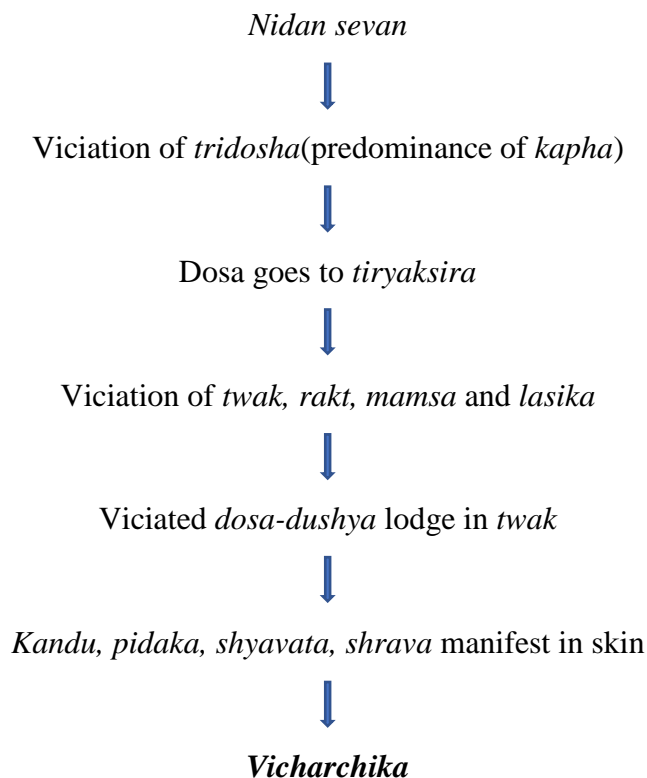 Nidan sevan
Viciation of tridosha(predominance of kapha)
Dosa goes to tiryaksira
Viciation of twak, rakt, mamsa and lasika
Viciated dosa-dushya lodge in twak
Kandu, pidaka, shyavata, shrava manifest in skin
Vicharchika